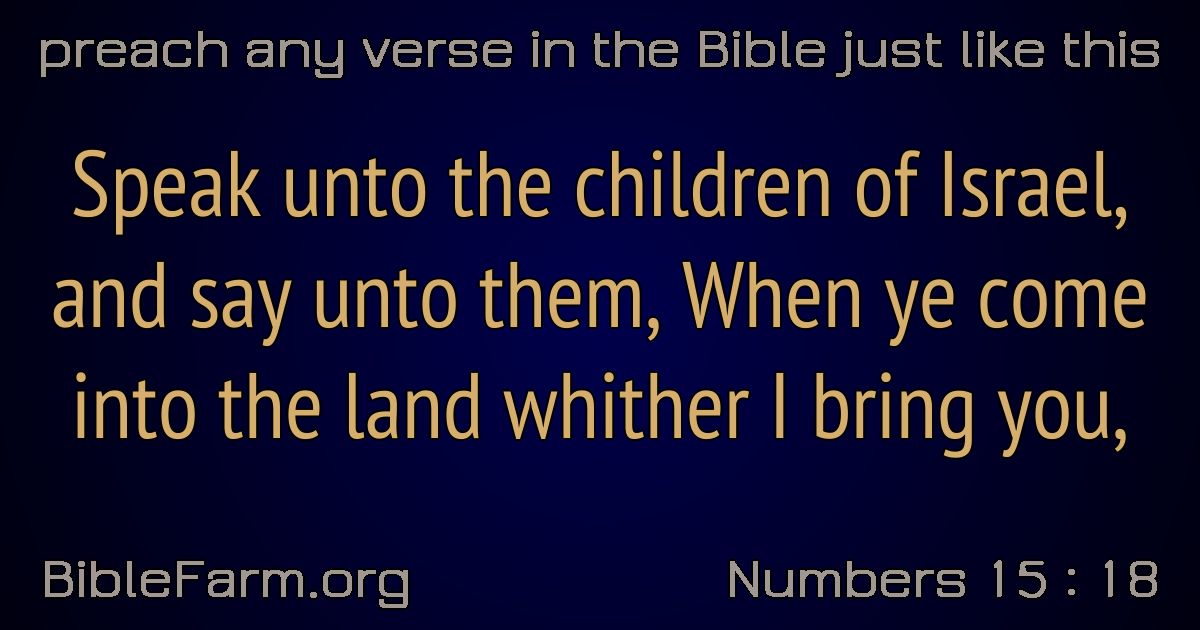 preach any verse in the Bible just like this
Speak unto the children of Israel,
and say unto them, When ye come
into the land whither I bring you,
BibleFarm.org
Numbers 15 : 18